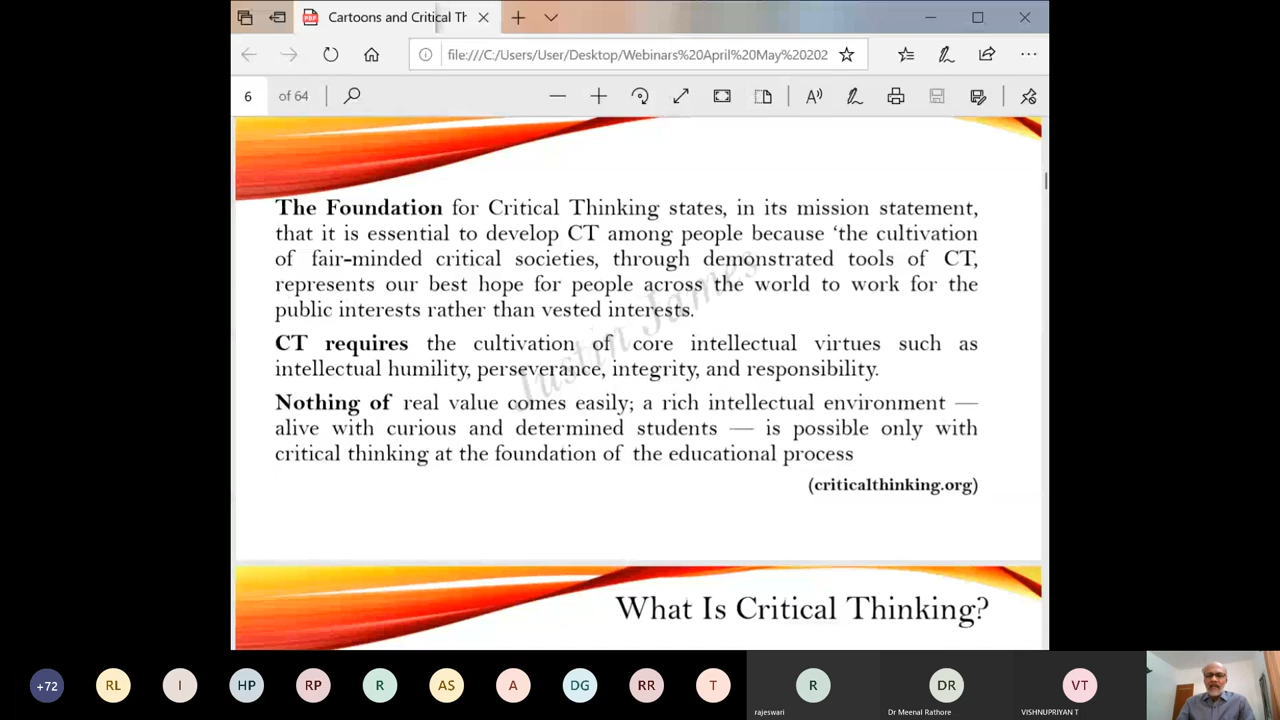 Cartoons and Critical Th
file:///C:/Users/User/Desktop/Webinars%20April%20May%20202
6 of 64
The Foundation for Critical Thinking states, in its mission statement,
that it is essential to develop CT among people because ‘the cultivation
of fair-minded critical societies, through demonstrated tools of CT,
represents our best hope for people across the world to work for the
public interests rather than vested interests.
CT requires the cultivation of core intellectual virtues such as
intellectual humility, perseverance, integrity, and responsibility.
Nothing of real value comes easily; a rich intellectual environment —
alive with curious and determined students — is possible only with
critical thinking at the foundation of the educational process
(criticalthinking.org)
Justin James
What Is Critical Thinking?
+72 RL I HP RP R AS A DG RR T R DR VT
rajeswari Dr Meenal Rathore VISHNUPRIYAN T